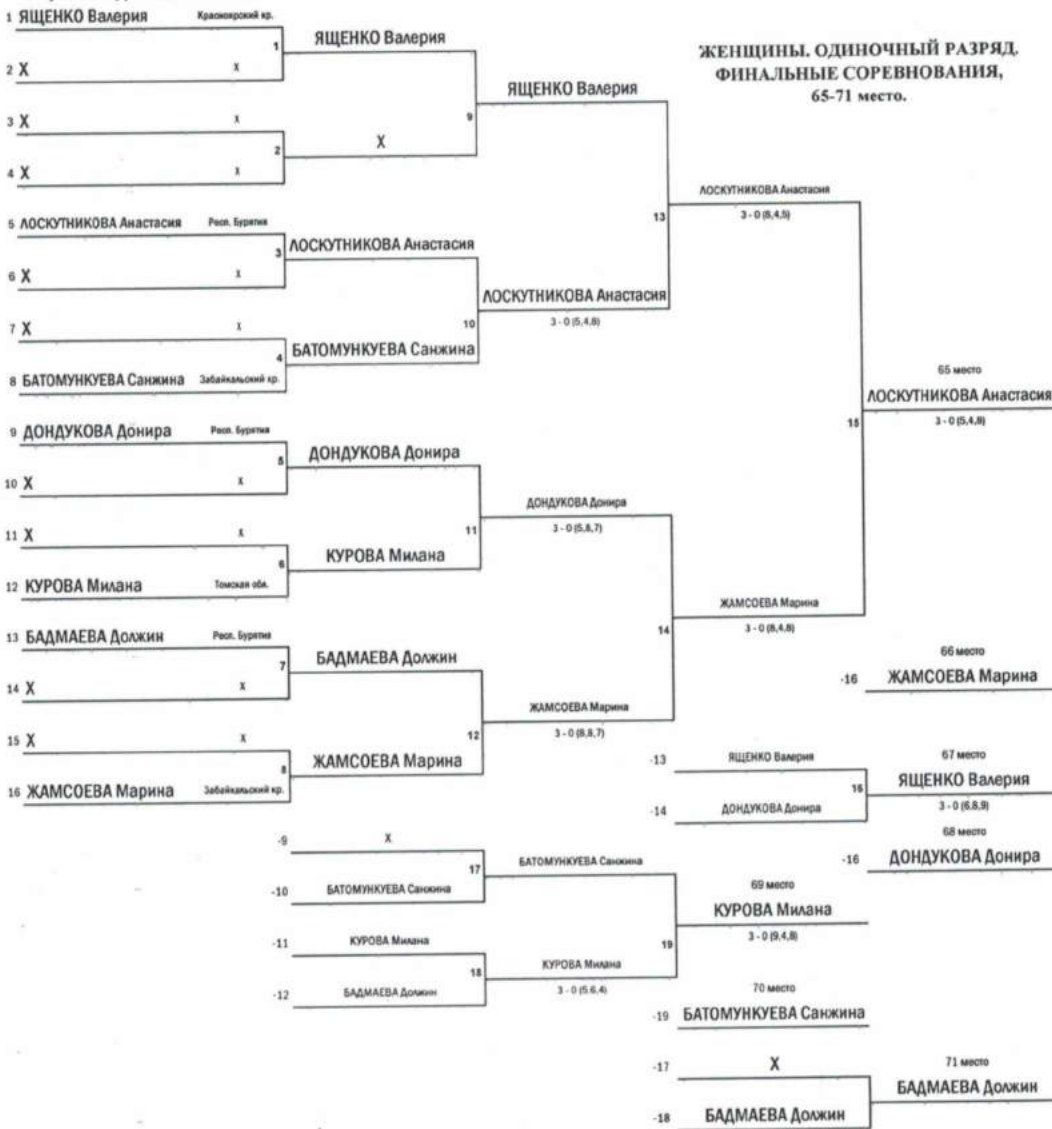 ЖЕНЩИНЫ. ОДИНОЧНЫЙ РАЗРЯД.
ФИНАЛЬНЫЕ СОРЕВНОВАНИЯ,
65-71 место.
1 ЯЩЕНКО Валерия Красноярский кр.
1 ЯЩЕНКО Валерия
2 X X
ЯЩЕНКО Валерия
9
3 X X
2 X
4 X X
ЛОСКУТНИКОВА Анастасия
13 3 - 0 (8,4,5)
5 ЛОСКУТНИКОВА Анастасия Респ. Бурятия
3 ЛОСКУТНИКОВА Анастасия
6 X X
ЛОСКУТНИКОВА Анастасия
10 3 - 0 (5,4,8)
7 X X
4 БАТОМУНКУЕВА Санжина
8 БАТОМУНКУЕВА Санжина Забайкальский кр.
65 место
ЛОСКУТНИКОВА Анастасия
15 3 - 0 (5,4,8)
9 ДОНДУКОВА Донира Респ. Бурятия
5 ДОНДУКОВА Донира
10 X X
ДОНДУКОВА Донира
11 3 - 0 (5,8,7)
11 X X
6 КУРОВА Милана
12 КУРОВА Милана Томская обл.
ЖАМСОЕВА Марина
14 3 - 0 (8,4,8)
13 БАДМАЕВА Должин Респ. Бурятия
7 БАДМАЕВА Должин
14 X X
66 место
-16 ЖАМСОЕВА Марина
ЖАМСОЕВА Марина
12 3 - 0 (8,8,7)
15 X X
8 ЖАМСОЕВА Марина
16 ЖАМСОЕВА Марина Забайкальский кр.
-13 ЯЩЕНКО Валерия
67 место
16 ЯЩЕНКО Валерия
3 - 0 (6,8,9)
-14 ДОНДУКОВА Донира
68 место
-16 ДОНДУКОВА Донира
-9 X
17 БАТОМУНКУЕВА Санжина
-10 БАТОМУНКУЕВА Санжина
69 место
КУРОВА Милана
19 3 - 0 (9,4,8)
-11 КУРОВА Милана
18 КУРОВА Милана
3 - 0 (5,6,4)
-12 БАДМАЕВА Должин
70 место
-19 БАТОМУНКУЕВА Санжина
-17 X
71 место
БАДМАЕВА Должин
-18 БАДМАЕВА Должин